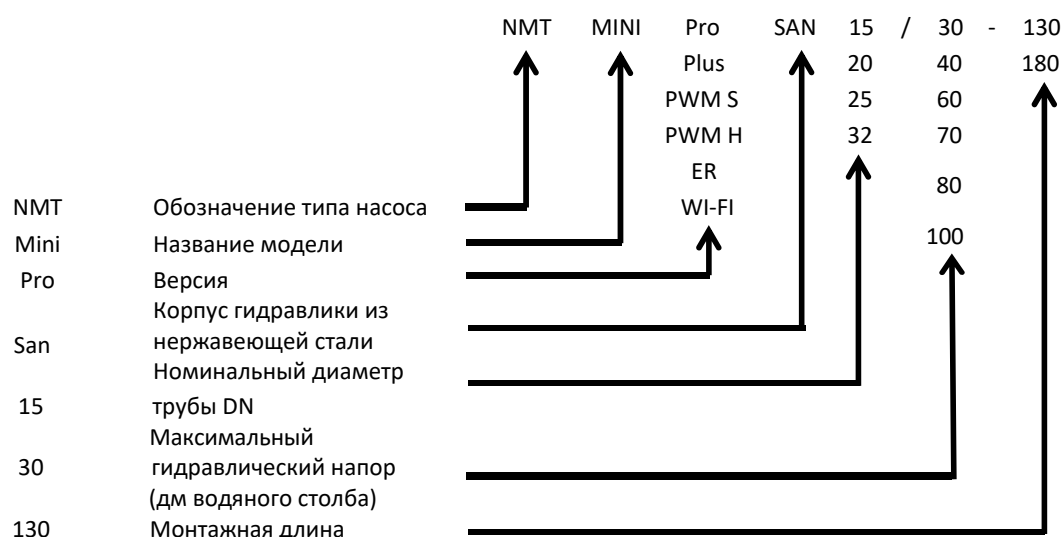 NMT MINI Pro SAN 15 / 30 - 130
Plus 20 40 180
PWM S 25 60
PWM H 32 70
ER
80
WI-FI
100
NMT Обозначение типа насоса
Mini Название модели
Pro Версия
Корпус гидравлики из
San нержавеющей стали
Номинальный диаметр
15 трубы DN
Максимальный
30 гидравлический напор
(дм водяного столба)
130 Монтажная длина